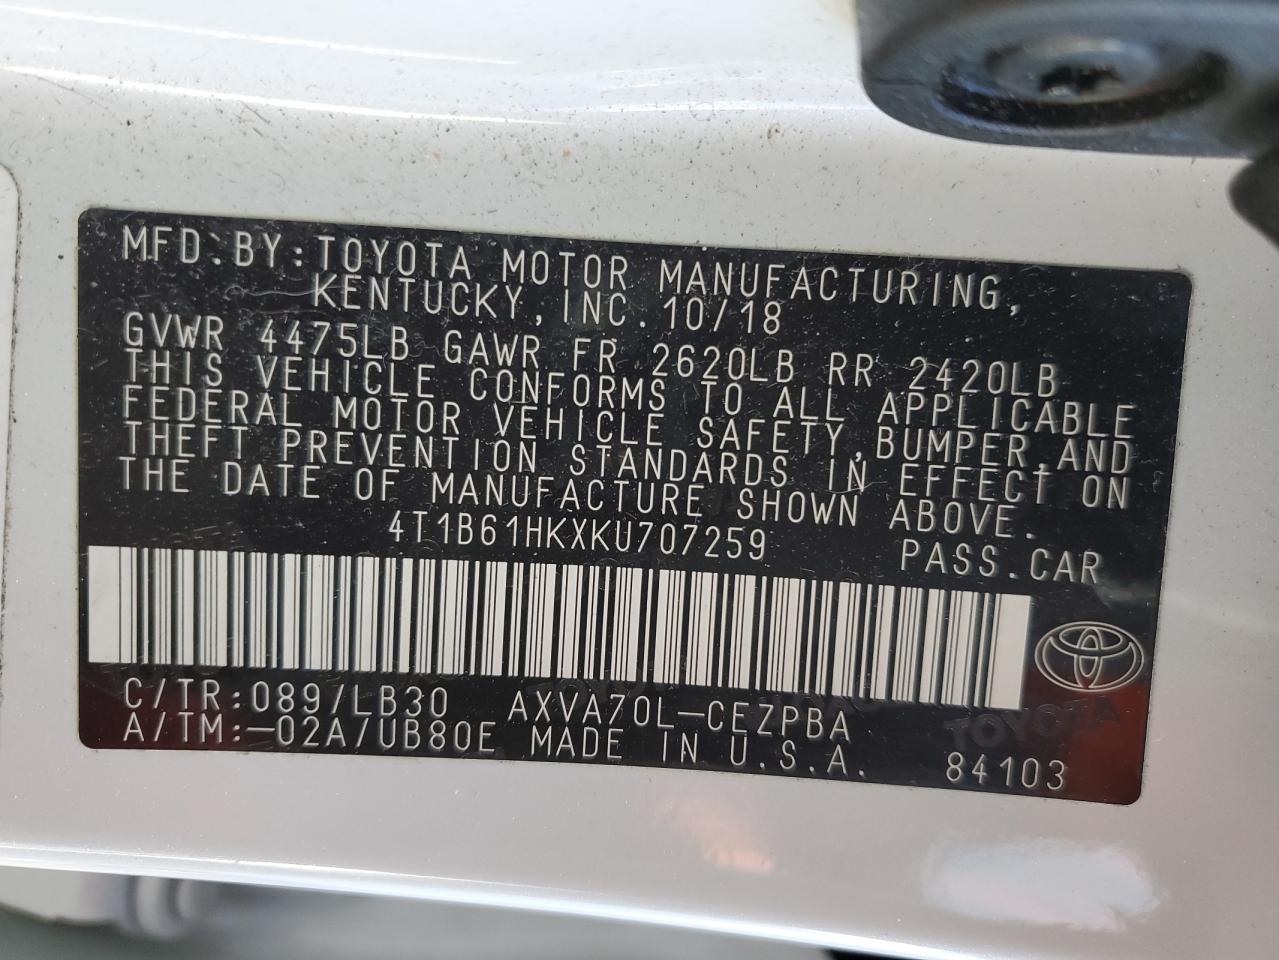 MFD.BY:TOYOTA MOTOR MANUFACTURING,
KENTUCKY,INC.10/18
GVWR 4475LB GAWR FR 2620LB RR 2420LB
THIS VEHICLE CONFORMS TO ALL APPLICABLE
FEDERAL MOTOR VEHICLE SAFETY,BUMPER,AND
THEFT PREVENTION STANDARDS IN EFFECT ON
THE DATE OF MANUFACTURE SHOWN ABOVE.
4T1B61HKXKU707259 PASS.CAR
C/TR:089/LB30 AXVA70L-CEZPBA
A/TM:-02A/UB80E MADE IN U.S.A. 84103
TOYOTA